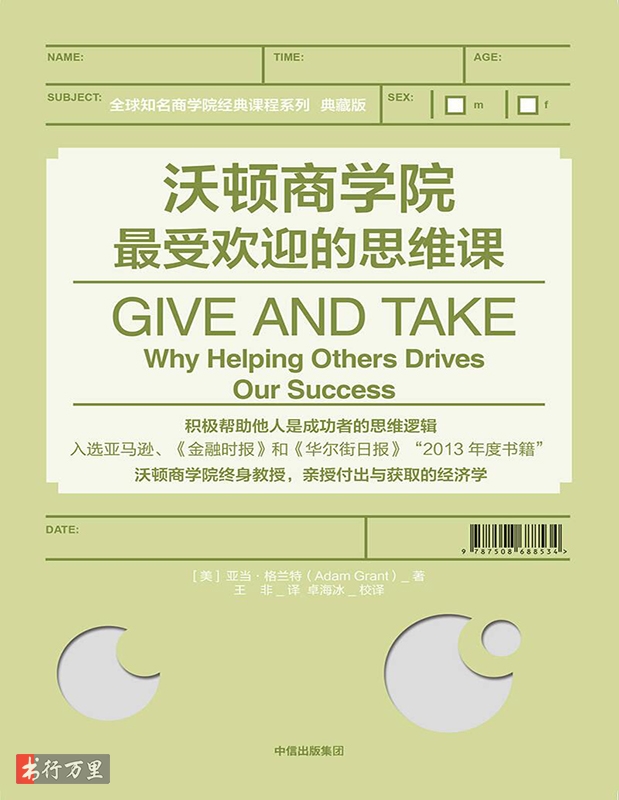 NAME: TIME: AGE:
SUBJECT: 全球知名商学院经典课程系列 典藏版 SEX: m f
沃顿商学院
最受欢迎的思维课
GIVE AND TAKE
Why Helping Others Drives
Our Success
积极帮助他人是成功者的思维逻辑
入选亚马逊、《金融时报》和《华尔街日报》“2013 年度书籍”
沃顿商学院终身教授，亲授付出与获取的经济学
DATE:
9 787508 688534 >
［美］亚当·格兰特（Adam Grant）_ 著
王 非 _ 译 卓海冰 _ 校译
中信出版集团
书行万里